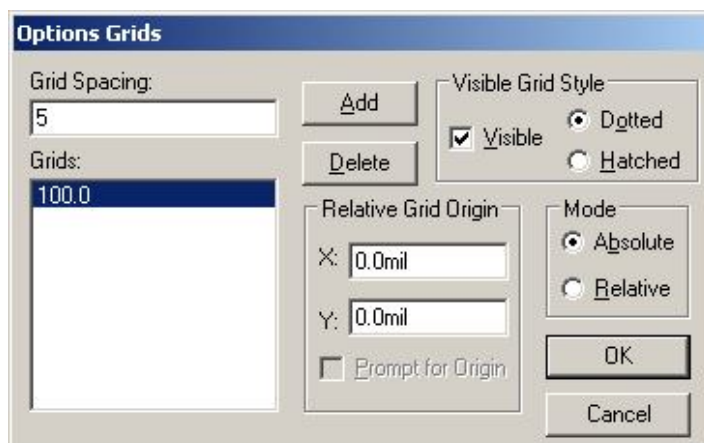 Options Grids
Grid Spacing:
5
Add
Delete
Grids:
100.0
Visible Grid Style
Visible
Dotted
Hatched
Relative Grid Origin
X: 0.0mil
Y: 0.0mil
Prompt for Origin
Mode
Absolute
Relative
OK
Cancel